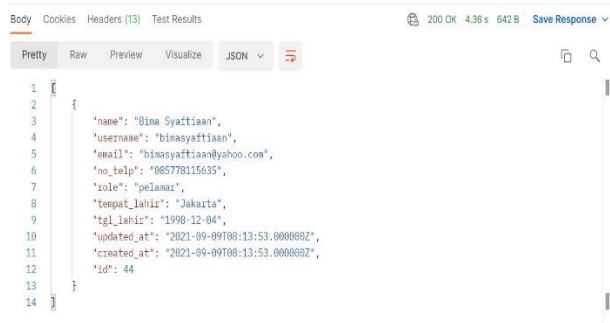 Body Cookies Headers (13) Test Results 200 OK 4.36 s 642 B Save Response
Pretty Raw Preview Visualize JSON
1 [
2 {
3 "name": "Bima Syaftiaan",
4 "username": "bimasyaftiaan",
5 "email": "bimasyaftiaan@yahoo.com",
6 "no_telp": "085778115635",
7 "role": "pelamar",
8 "tempat_lahir": "Jakarta",
9 "tgl_lahir": "1998-12-04",
10 "updated_at": "2021-09-09T08:13:53.000000Z",
11 "created_at": "2021-09-09T08:13:53.000000Z",
12 "id": 44
13 }
14 ]